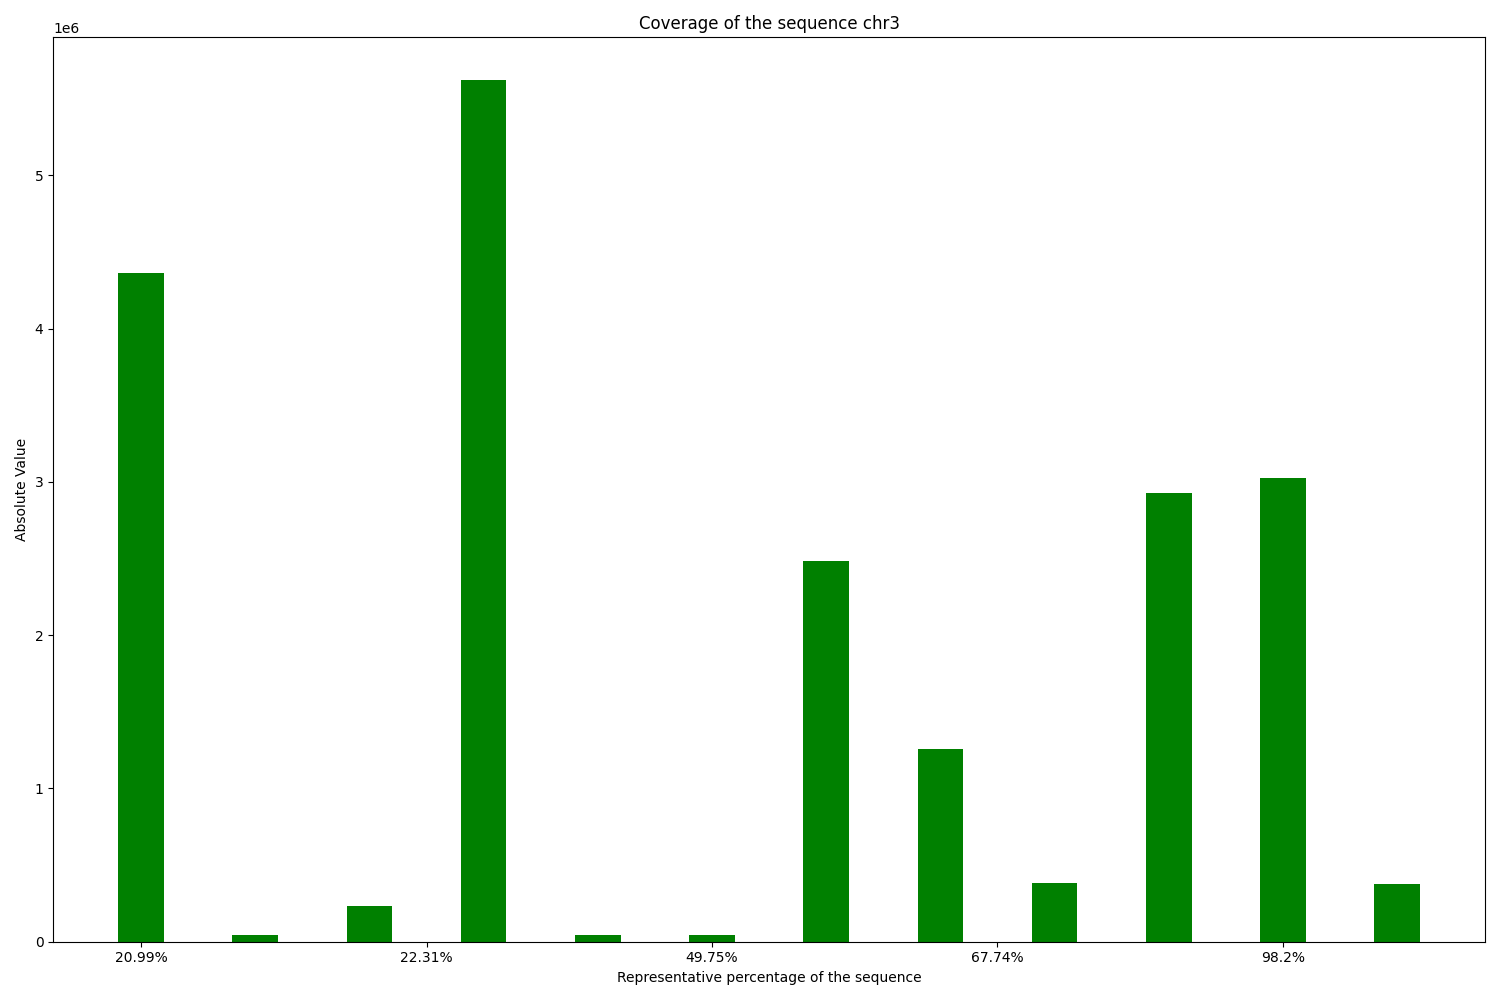 Coverage of the sequence chr3
1e6
5
4
3
2
1
0
Absolute Value
20.99% 22.31% 49.75% 67.74% 98.2%
Representative percentage of the sequence